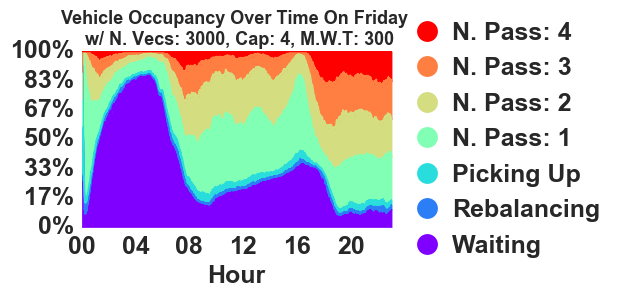 Vehicle Occupancy Over Time On Friday
w/ N. Vecs: 3000, Cap: 4, M.W.T: 300
100%
83%
67%
50%
33%
17%
0%
00 04 08 12 16 20
Hour
N. Pass: 4
N. Pass: 3
N. Pass: 2
N. Pass: 1
Picking Up
Rebalancing
Waiting